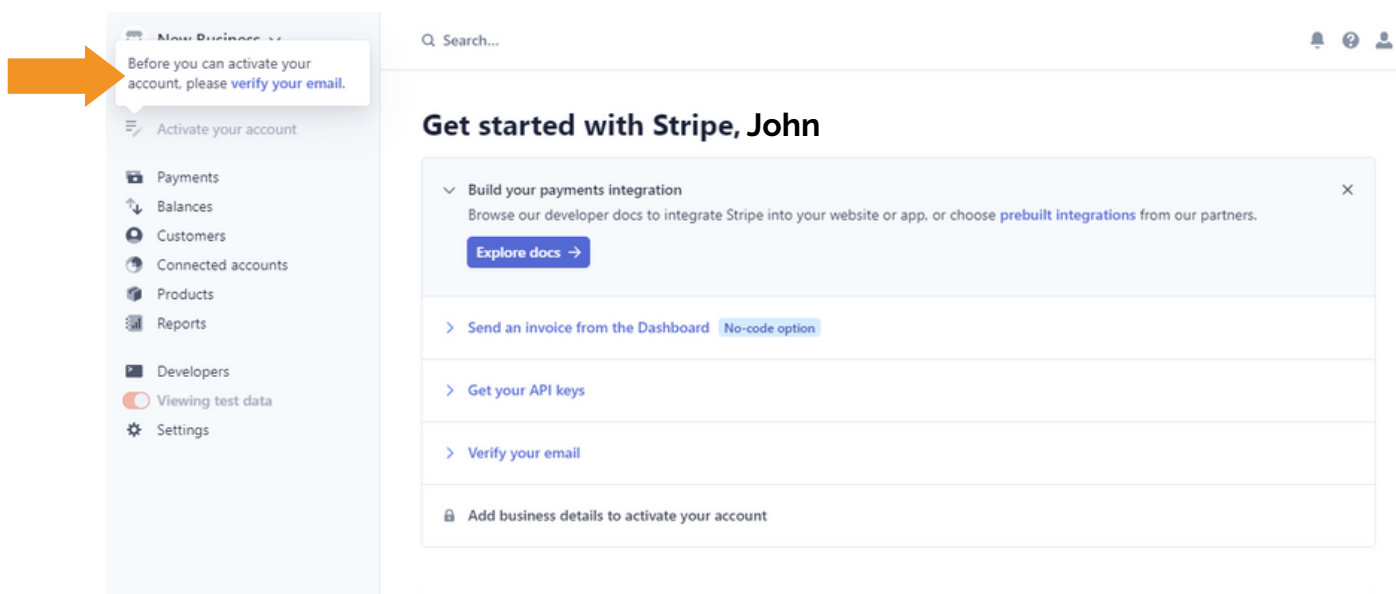 New Business
Before you can activate your
account, please verify your email.
Activate your account
Payments
Balances
Customers
Connected accounts
Products
Reports
Developers
Viewing test data
Settings
Search...
Get started with Stripe, John
Build your payments integration
Browse our developer docs to integrate Stripe into your website or app, or choose prebuilt integrations from our partners.
Explore docs →
Send an invoice from the Dashboard No-code option
Get your API keys
Verify your email
Add business details to activate your account